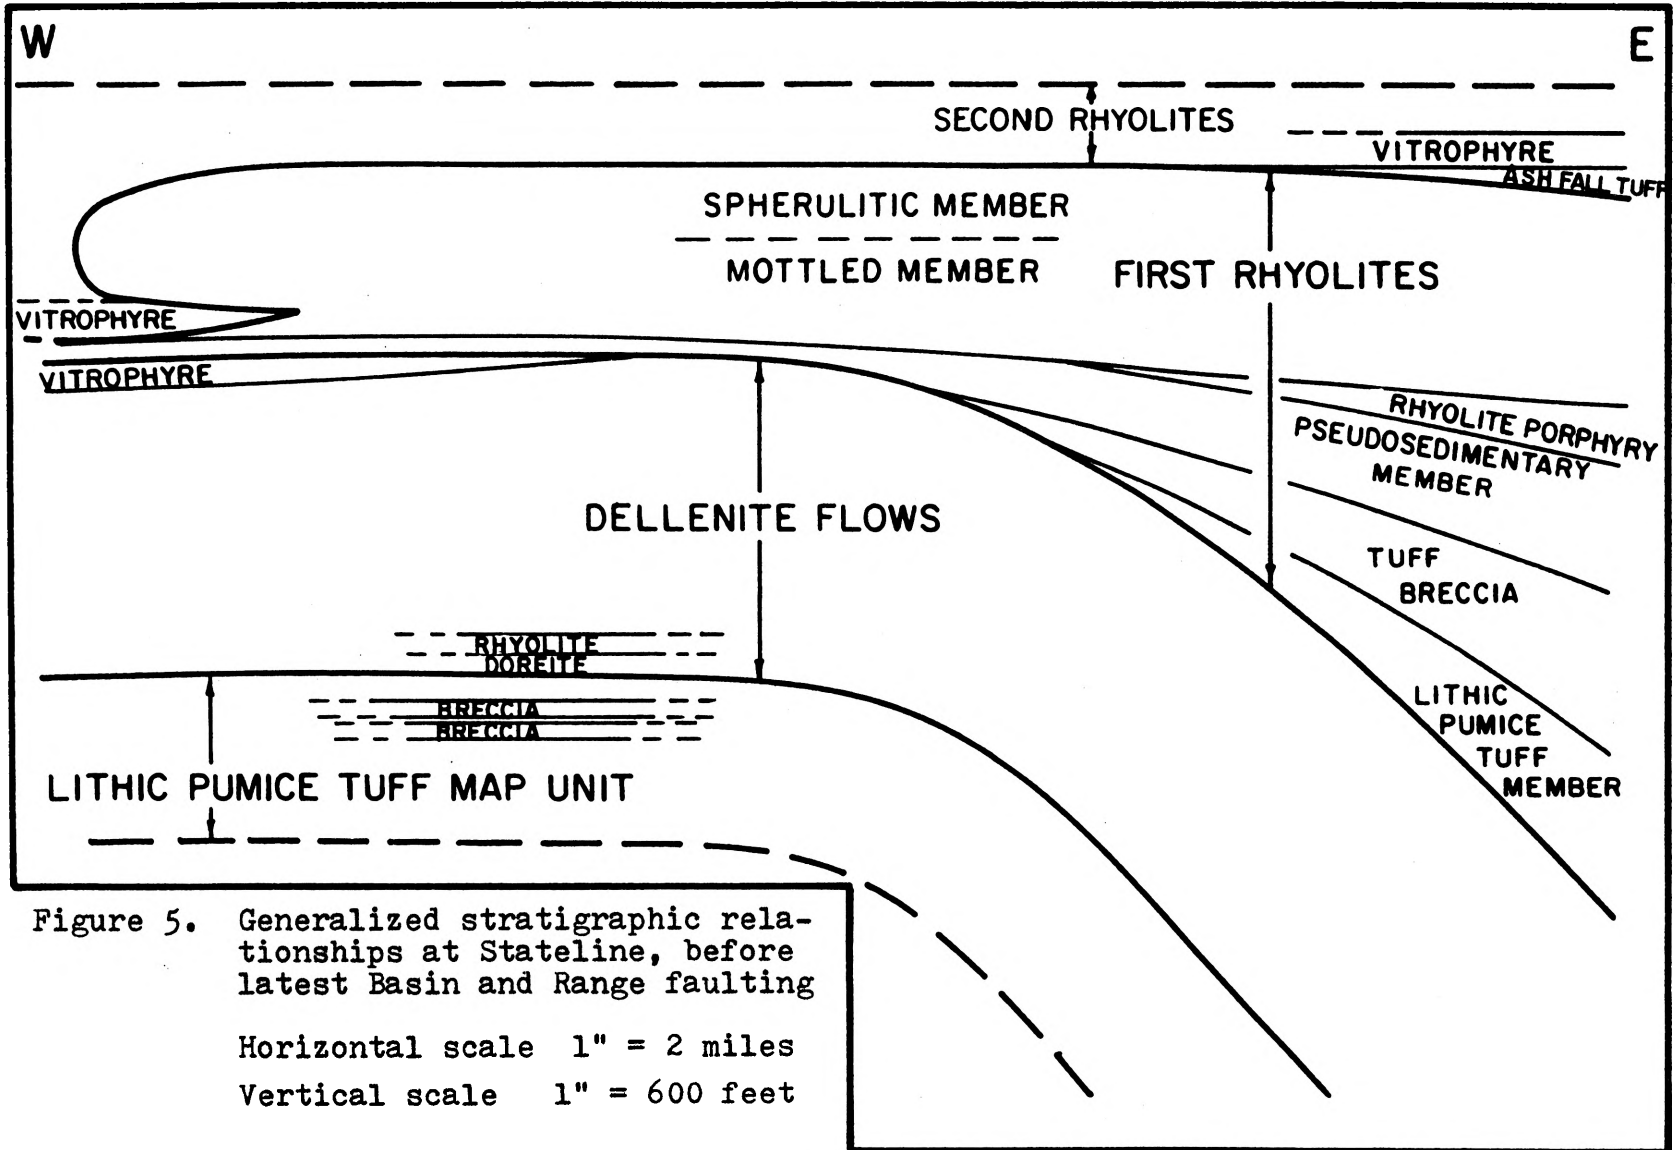 W
E
SECOND RHYOLITES
VITROPHYRE
ASH FALL TUFF
SPHERULITIC MEMBER
MOTTLED MEMBER
FIRST RHYOLITES
VITROPHYRE
VITROPHYRE
RHYOLITE PORPHYRY
PSEUDOSEDIMENTARY
MEMBER
DELLENITE FLOWS
TUFF
BRECCIA
RHYOLITE
DOREITE
BRECCIA
BRECCIA
LITHIC
PUMICE
TUFF
MEMBER
LITHIC PUMICE TUFF MAP UNIT
Figure 5. Generalized stratigraphic rela-
tionships at Stateline, before
latest Basin and Range faulting
Horizontal scale 1" = 2 miles
Vertical scale 1" = 600 feet